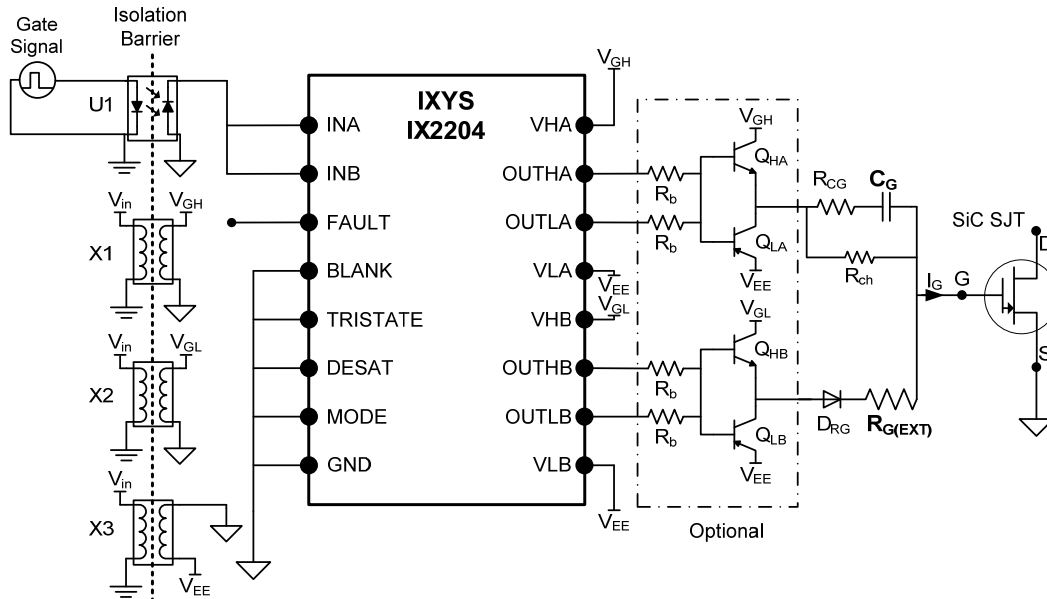 Gate
Signal
Isolation
Barrier
U1
V_in
V_GH
X1
V_in
V_GL
X2
V_in
X3
V_EE
IXYS
IX2204
INA
INB
FAULT
BLANK
TRISTATE
DESAT
MODE
GND
VHA
OUTHA
OUTLA
VLA
VHB
OUTHB
OUTLB
VLB
V_GH
V_EE
V_GL
V_EE
R_b
R_b
R_b
R_b
V_GH
Q_HA
Q_LA
V_EE
V_GL
Q_HB
Q_LB
V_EE
Optional
R_CG
C_G
R_ch
D_RG
R_G(EXT)
I_G
G
SiC SJT
D
S